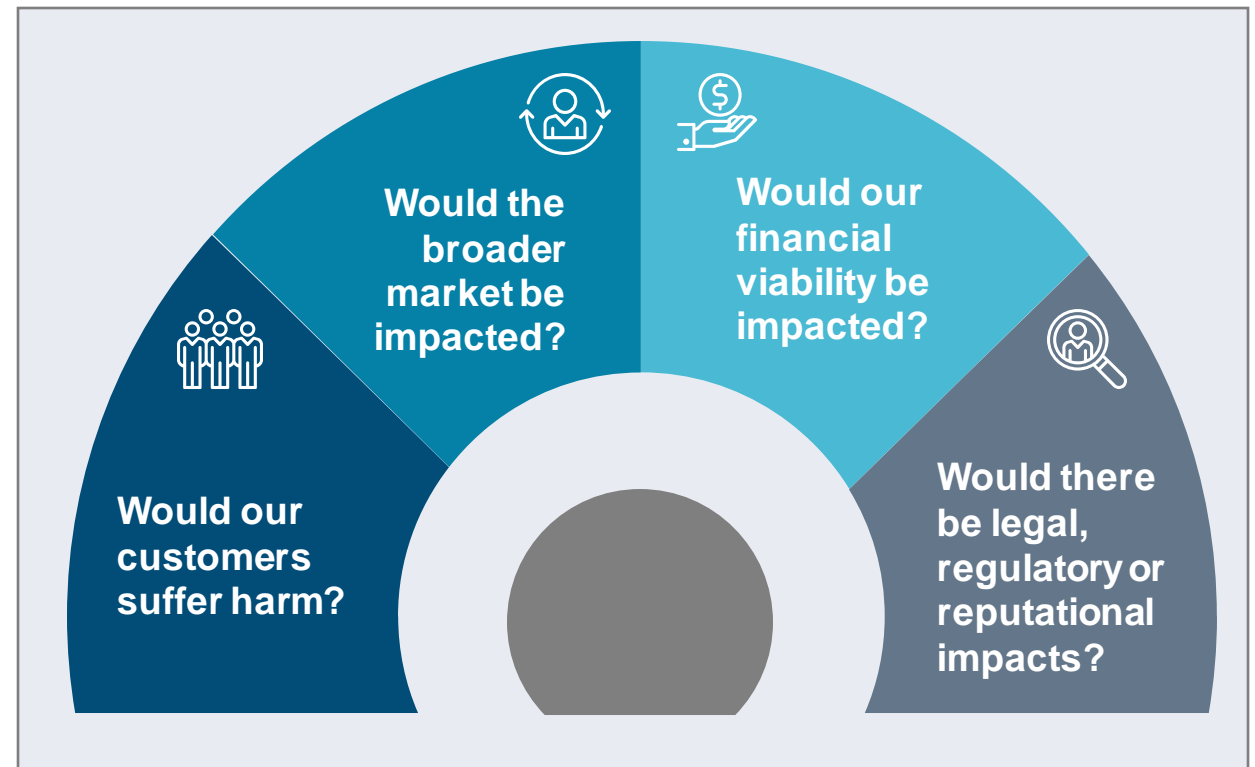 Would our
customers
suffer harm?
Would the
broader
market be
impacted?
$
Would our
financial
viability be
impacted?
Would there
be legal,
regulatory or
reputational
impacts?